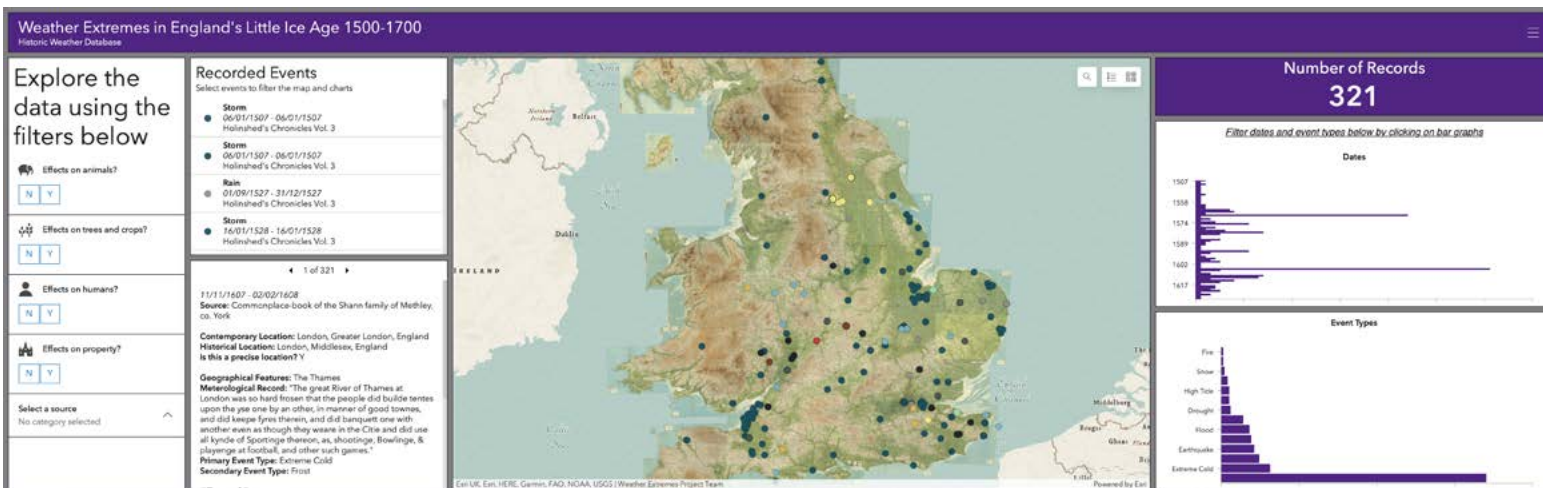 Weather Extremes in England's Little Ice Age 1500-1700
Historic Weather Database
Explore the
data using the
filters below
Effects on animals?
N Y
Effects on trees and crops?
N Y
Effects on humans?
N Y
Effects on property?
N Y
Select a source
No category selected
Recorded Events
Select events to filter the map and charts
Storm
06/01/1507 - 06/01/1507
Holinshed's Chronicles Vol. 3
Storm
06/01/1507 - 06/01/1507
Holinshed's Chronicles Vol. 3
Rain
01/09/1527 - 31/12/1527
Holinshed's Chronicles Vol. 3
Storm
16/01/1528 - 16/01/1528
Holinshed's Chronicles Vol. 3
1 of 321
11/11/1607 - 02/02/1608
Source: Commonplace-book of the Shann family of Methley,
co. York
Contemporary Location: London, Greater London, England
Historical Location: London, Middlesex, England
Is this a precise location? Y
Geographical Features: The Thames
Meterological Record: "The great River of Thames at
London was so hard frosen that the people did builde tentes
upon the yse one by an other, in manner of good townes,
and did keepe fyres therein, and did banquett one with
another even as though they weare in the Citie and did use
all kynde of Sportinge thereon, as, shootinge, Bowlinge, &
playenge at football, and other such games."
Primary Event Type: Extreme Cold
Secondary Event Type: Frost
Northern
Ireland
Belfast
Dublin
IRELAND
Middelburg
Esri UK, Esri, HERE, Garmin, FAO, NOAA, USGS | Weather Extremes Project Team
Powered by Esri
Number of Records
321
Filter dates and event types below by clicking on bar graphs
Dates
1507
1558
1574
1589
1602
1617
Event Types
Fire
Snow
High Tide
Drought
Flood
Earthquake
Extreme Cold